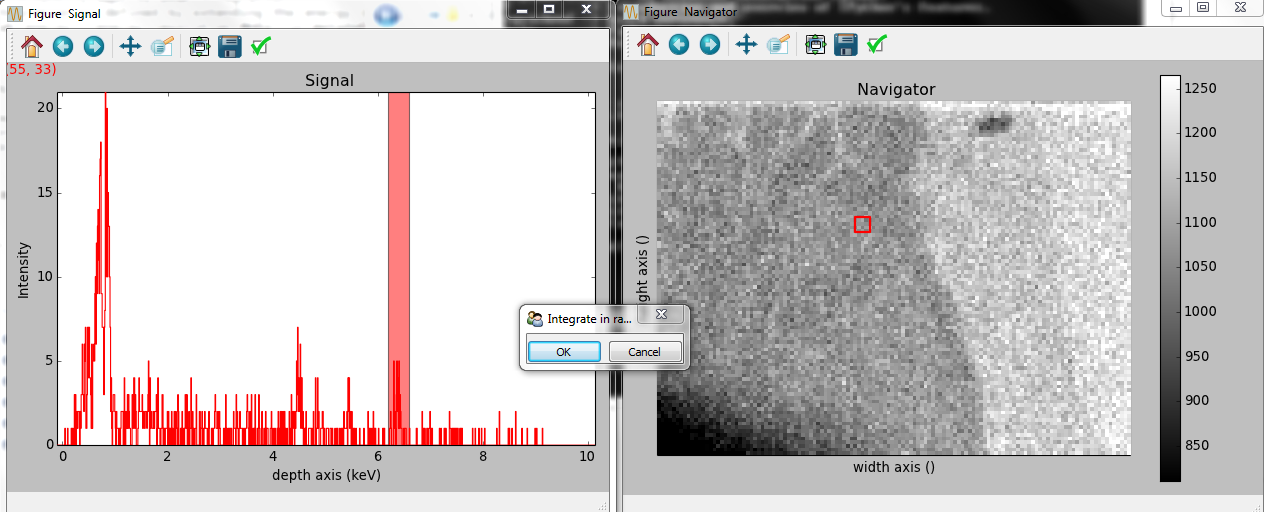 Figure Signal
(55, 33)
Signal
20
15
10
5
0
Intensity
0 2 4 6 8 10
depth axis (keV)
Integrate in ra...
OK Cancel
Figure Navigator
Navigator
ght axis ()
width axis ()
1250
1200
1150
1100
1050
1000
950
900
850